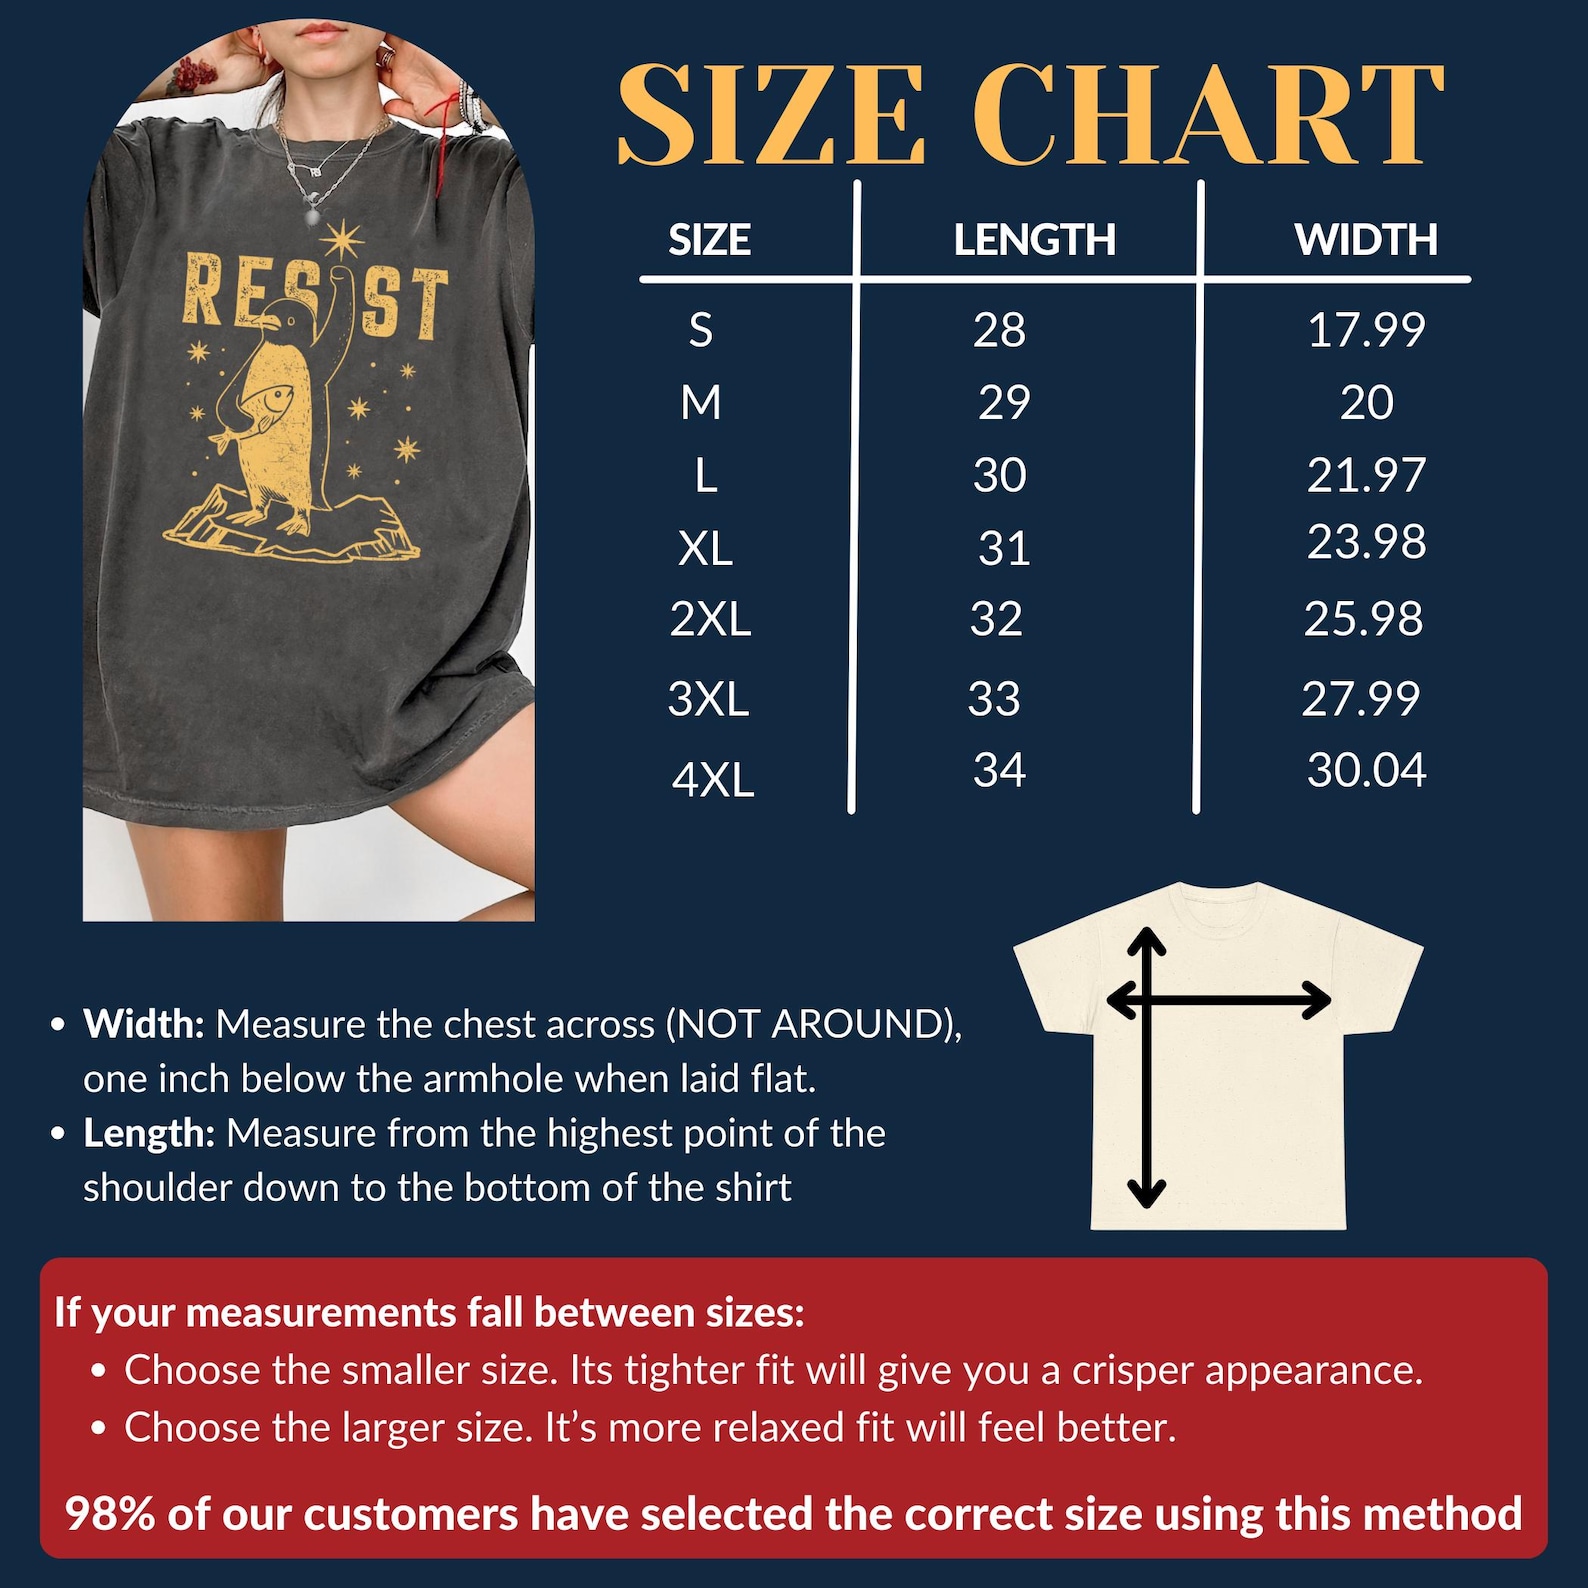 SIZE CHART
SIZE LENGTH WIDTH
S 28 17.99
M 29 20
L 30 21.97
XL 31 23.98
2XL 32 25.98
3XL 33 27.99
4XL 34 30.04
RESIST
• Width: Measure the chest across (NOT AROUND),
one inch below the armhole when laid flat.
• Length: Measure from the highest point of the
shoulder down to the bottom of the shirt
If your measurements fall between sizes:
• Choose the smaller size. Its tighter fit will give you a crisper appearance.
• Choose the larger size. It’s more relaxed fit will feel better.
98% of our customers have selected the correct size using this method